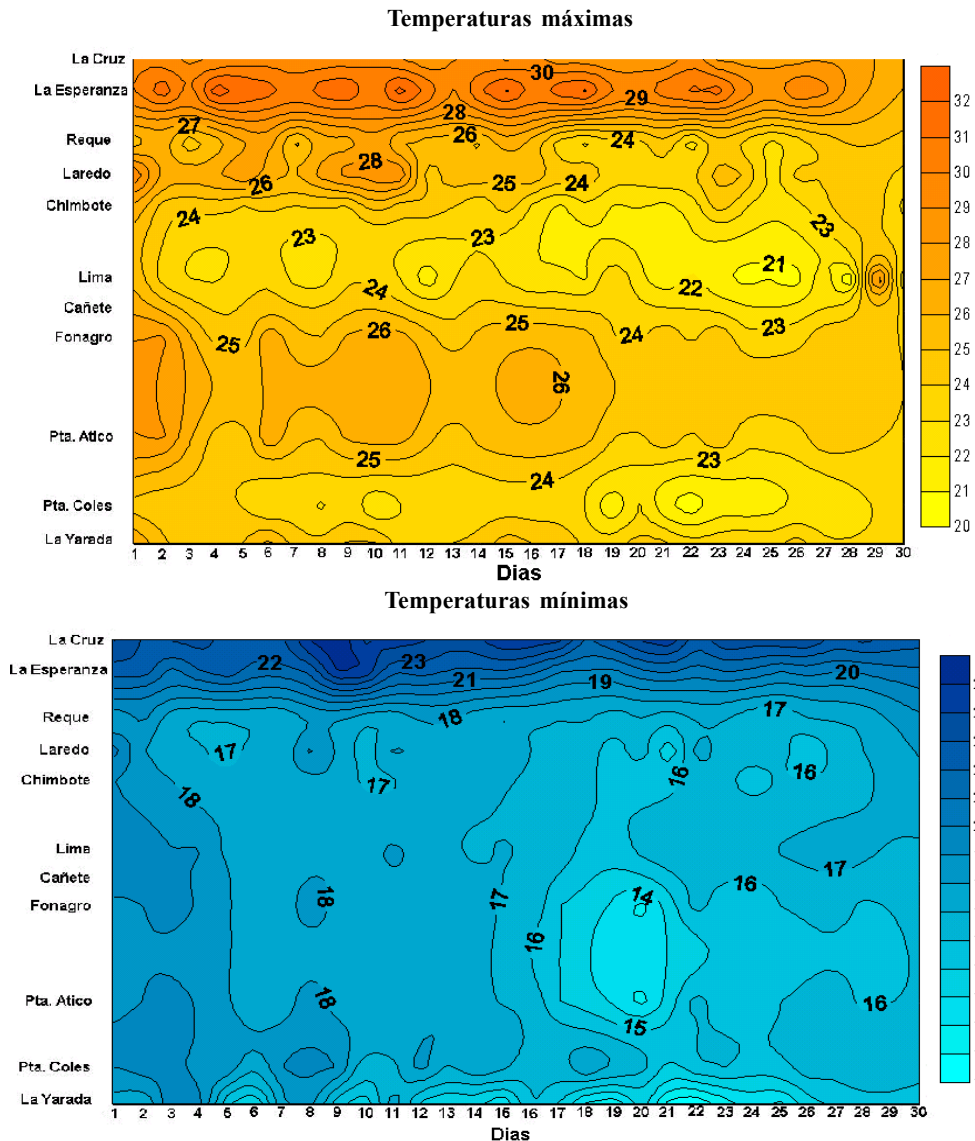 Temperaturas máximas
La Cruz
La Esperanza
Reque
Laredo
Chimbote
Lima
Cañete
Fonagro
Pta. Atico
Pta. Coles
La Yarada
30
29
28
27
26
24
28
26
25
24
24
23
23
23
21
22
24
25
26
25
24
23
26
25
24
23
1 2 3 4 5 6 7 8 9 10 11 12 13 14 15 16 17 18 19 20 21 22 23 24 25 26 27 28 29 30
Dias
32
31
30
29
28
27
26
24
23
22
21
20
Temperaturas mínimas
La Cruz
La Esperanza
Reque
Laredo
Chimbote
Lima
Cañete
Fonagro
Pta. Atico
Pta. Coles
La Yarada
22
23
21
19
20
18
17
17
17
16
16
18
17
16
18
17
14
16
18
15
16
1 2 3 4 5 6 7 8 9 10 11 12 13 14 15 16 17 18 19 20 21 22 23 24 25 26 27 28 29 30
Dias